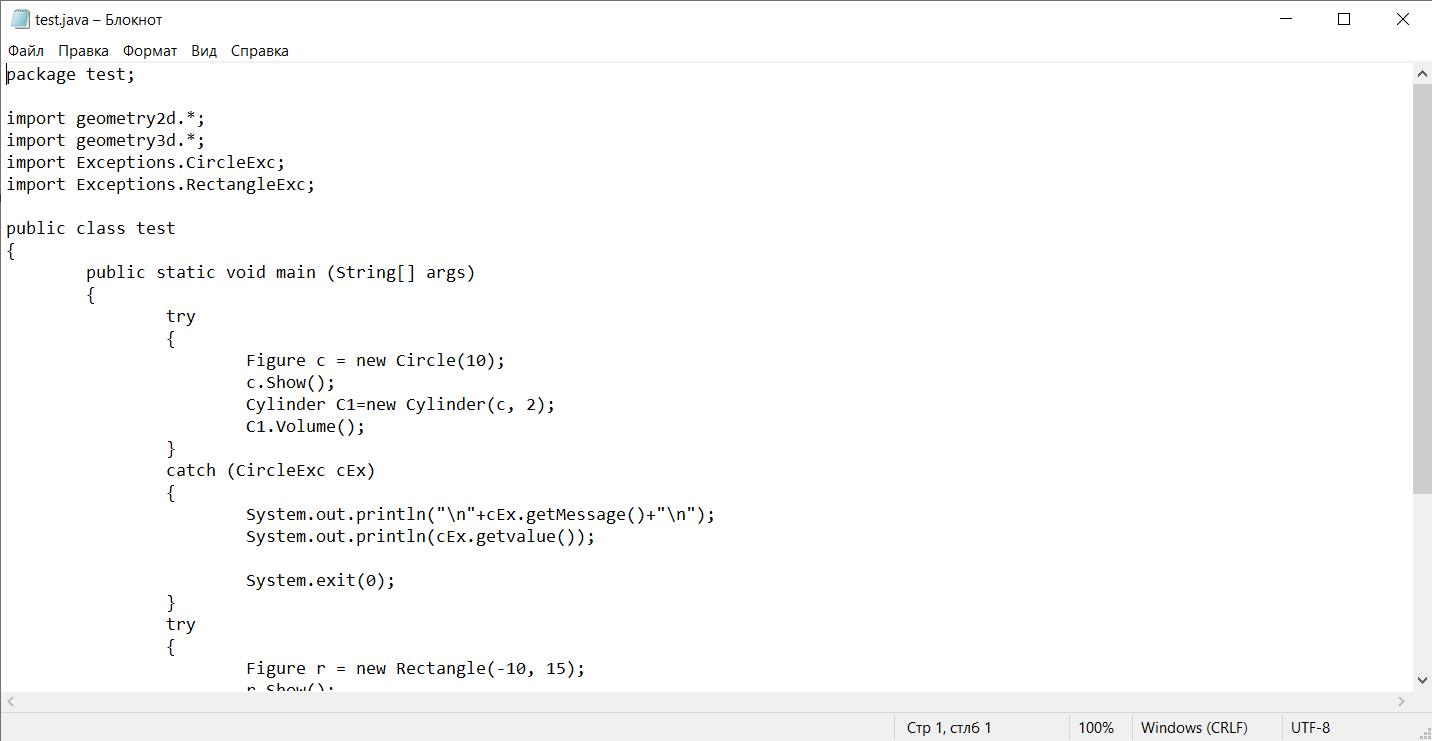 test.java – Блокнот
Файл Правка Формат Вид Справка
package test;
import geometry2d.*;
import geometry3d.*;
import Exceptions.CircleExc;
import Exceptions.RectangleExc;
public class test
{
public static void main (String[] args)
{
try
{
Figure c = new Circle(10);
c.Show();
Cylinder C1=new Cylinder(c, 2);
C1.Volume();
}
catch (CircleExc cEx)
{
System.out.println("\n"+cEx.getMessage()+"\n");
System.out.println(cEx.getvalue());
System.exit(0);
}
try
{
Figure r = new Rectangle(-10, 15);
r.Show();
Стр 1, стлб 1 100% Windows (CRLF) UTF-8